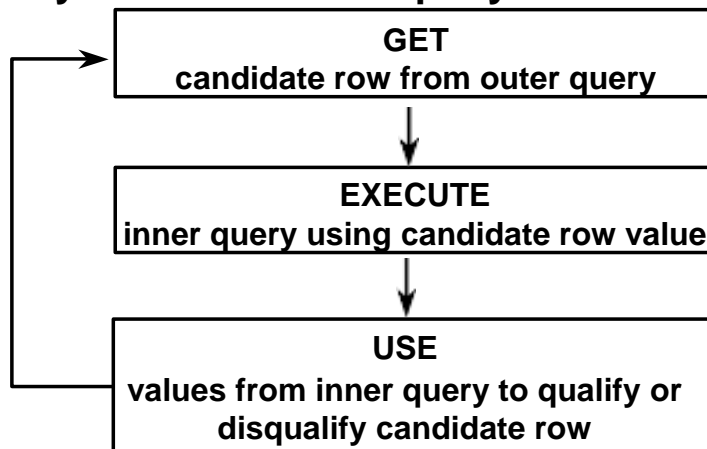 GET
candidate row from outer query
EXECUTE
inner query using candidate row value
USE
values from inner query to qualify or
disqualify candidate row